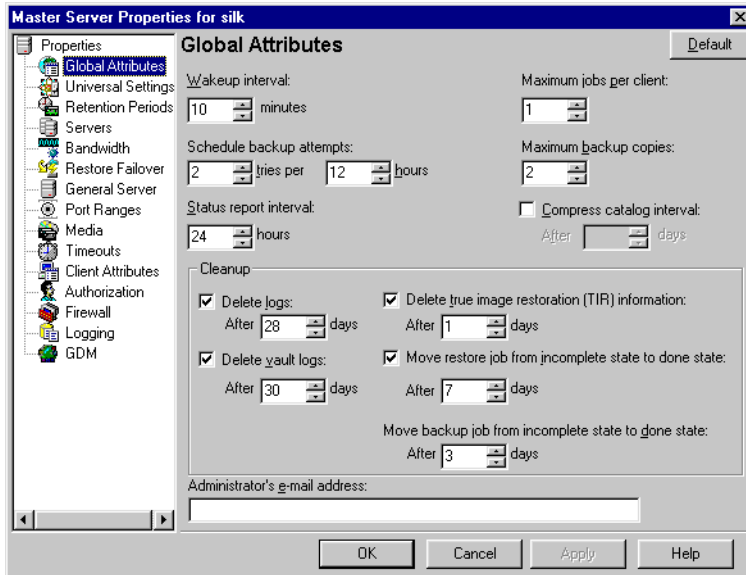 Master Server Properties for silk
Properties
Global Attributes
Universal Settings
Retention Periods
Servers
Bandwidth
Restore Failover
General Server
Port Ranges
Media
Timeouts
Client Attributes
Authorization
Firewall
Logging
GDM
Global Attributes
Default
Wakeup interval:
10 minutes
Maximum jobs per client:
1
Schedule backup attempts:
2 tries per 12 hours
Maximum backup copies:
2
Status report interval:
24 hours
Compress catalog interval:
After days
Cleanup
Delete logs:
After 28 days
Delete true image restoration (TIR) information:
After 1 days
Delete vault logs:
After 30 days
Move restore job from incomplete state to done state:
After 7 days
Move backup job from incomplete state to done state:
After 3 days
Administrator's e-mail address:
OK Cancel Apply Help